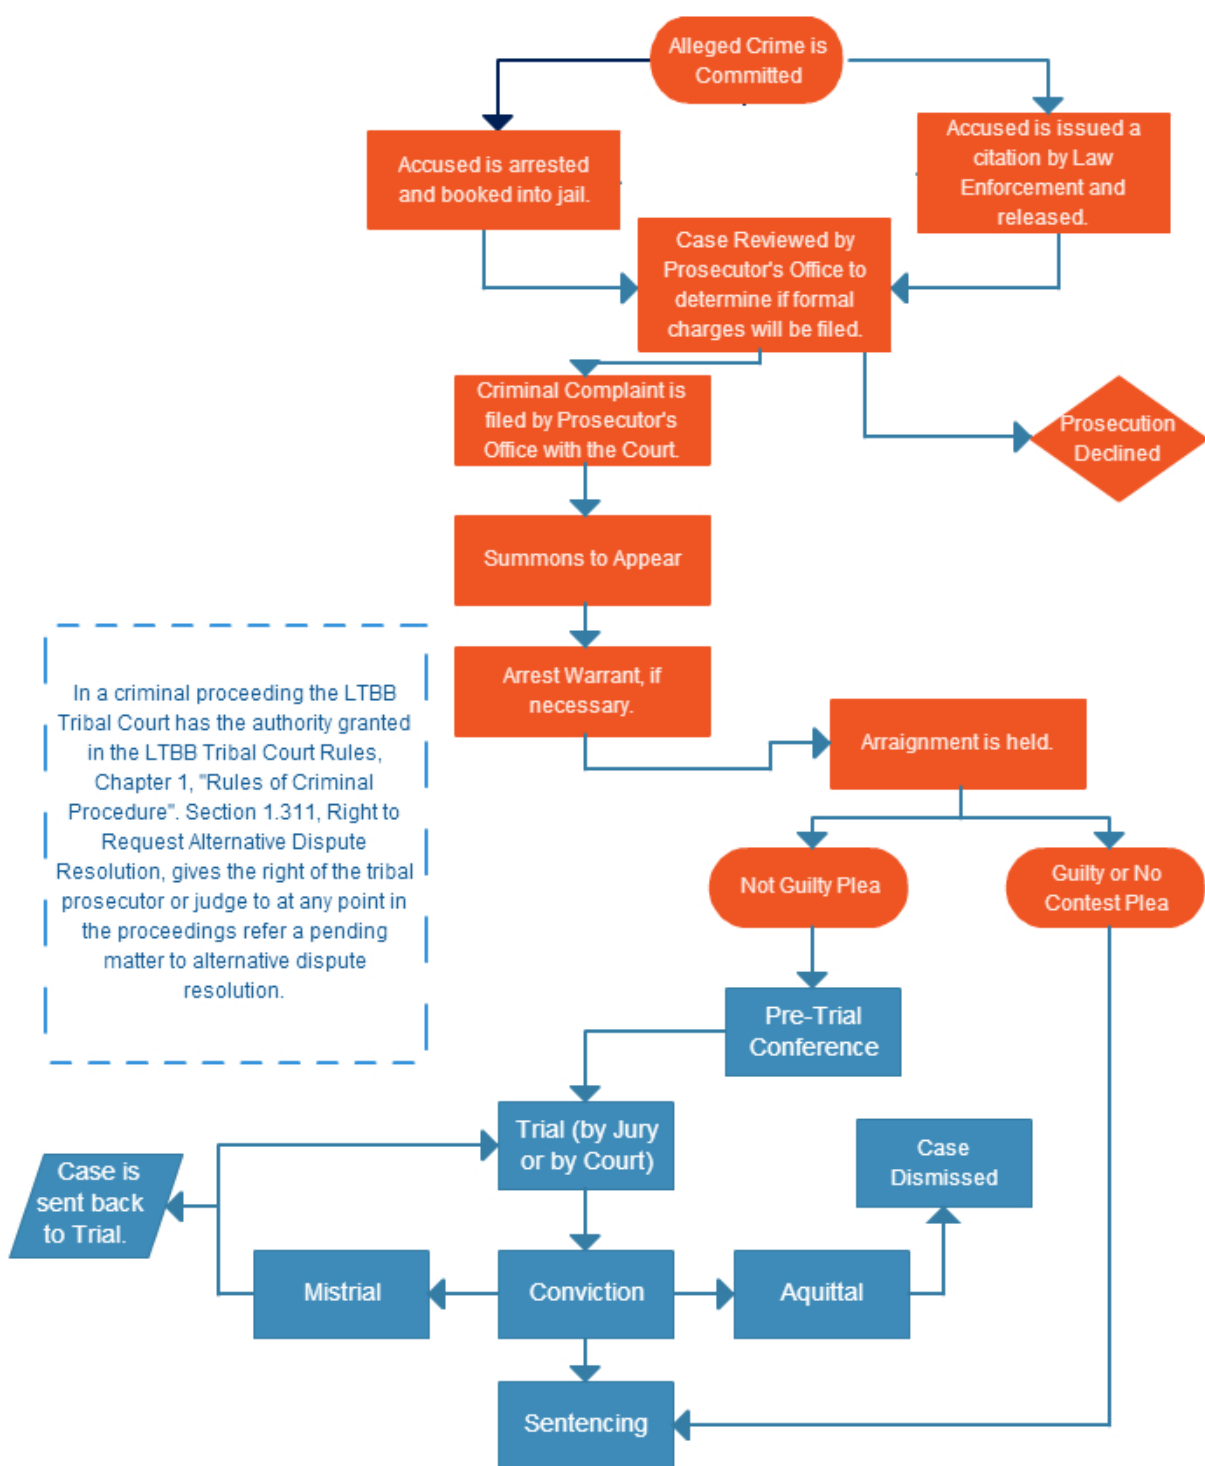 Alleged Crime is
Committed
Accused is arrested
and booked into jail.
Accused is issued a
citation by Law
Enforcement and
released.
Case Reviewed by
Prosecutor's Office to
determine if formal
charges will be filed.
Criminal Complaint is
filed by Prosecutor's
Office with the Court.
Prosecution
Declined
Summons to Appear
Arrest Warrant, if
necessary.
Arraignment is held.
In a criminal proceeding the LTBB
Tribal Court has the authority granted
in the LTBB Tribal Court Rules,
Chapter 1, "Rules of Criminal
Procedure". Section 1.311, Right to
Request Alternative Dispute
Resolution, gives the right of the tribal
prosecutor or judge to at any point in
the proceedings refer a pending
matter to alternative dispute
resolution.
Not Guilty Plea
Guilty or No
Contest Plea
Pre-Trial
Conference
Trial (by Jury
or by Court)
Case
Dismissed
Case is
sent back
to Trial.
Mistrial
Conviction
Aquittal
Sentencing